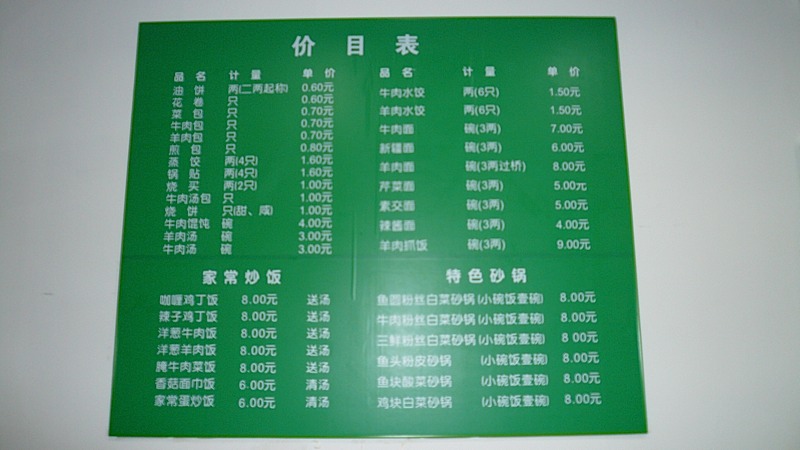 价目表
品名 计量 单价
油饼 两(二两起称) 0.60元
花卷 只 0.60元
菜包 只 0.70元
牛肉包 只 0.70元
羊肉包 只 0.70元
煎包 只 0.80元
蒸饺 两(4只) 1.60元
锅贴 两(4只) 1.60元
烧买 两(2只) 1.00元
牛肉汤包 只 1.00元
烧饼 只(甜、咸) 1.00元
牛肉馄饨 碗 4.00元
羊肉汤 碗 3.00元
牛肉汤 碗 3.00元
品名 计量 单价
牛肉水饺 两(6只) 1.50元
羊肉水饺 两(6只) 1.50元
牛肉面 碗(3两) 7.00元
新疆面 碗(3两) 6.00元
羊肉面 碗(3两过桥) 8.00元
芹菜面 碗(3两) 5.00元
素交面 碗(3两) 5.00元
辣酱面 碗(3两) 4.00元
羊肉抓饭 碗(3两) 9.00元
家常炒饭
咖喱鸡丁饭 8.00元 送汤
辣子鸡丁饭 8.00元 送汤
洋葱牛肉饭 8.00元 送汤
洋葱羊肉饭 8.00元 送汤
腌牛肉菜饭 8.00元 送汤
香菇面巾饭 6.00元 清汤
家常蛋炒饭 6.00元 清汤
特色砂锅
鱼圆粉丝白菜砂锅(小碗饭壹碗) 8.00元
牛肉粉丝白菜砂锅(小碗饭壹碗) 8.00元
三鲜粉丝白菜砂锅(小碗饭壹碗) 8 00元
鱼头粉皮砂锅 (小碗饭壹碗) 8.00元
鱼块酸菜砂锅 (小碗饭壹碗) 8.00元
鸡块白菜砂锅 (小碗饭壹碗) 8.00元